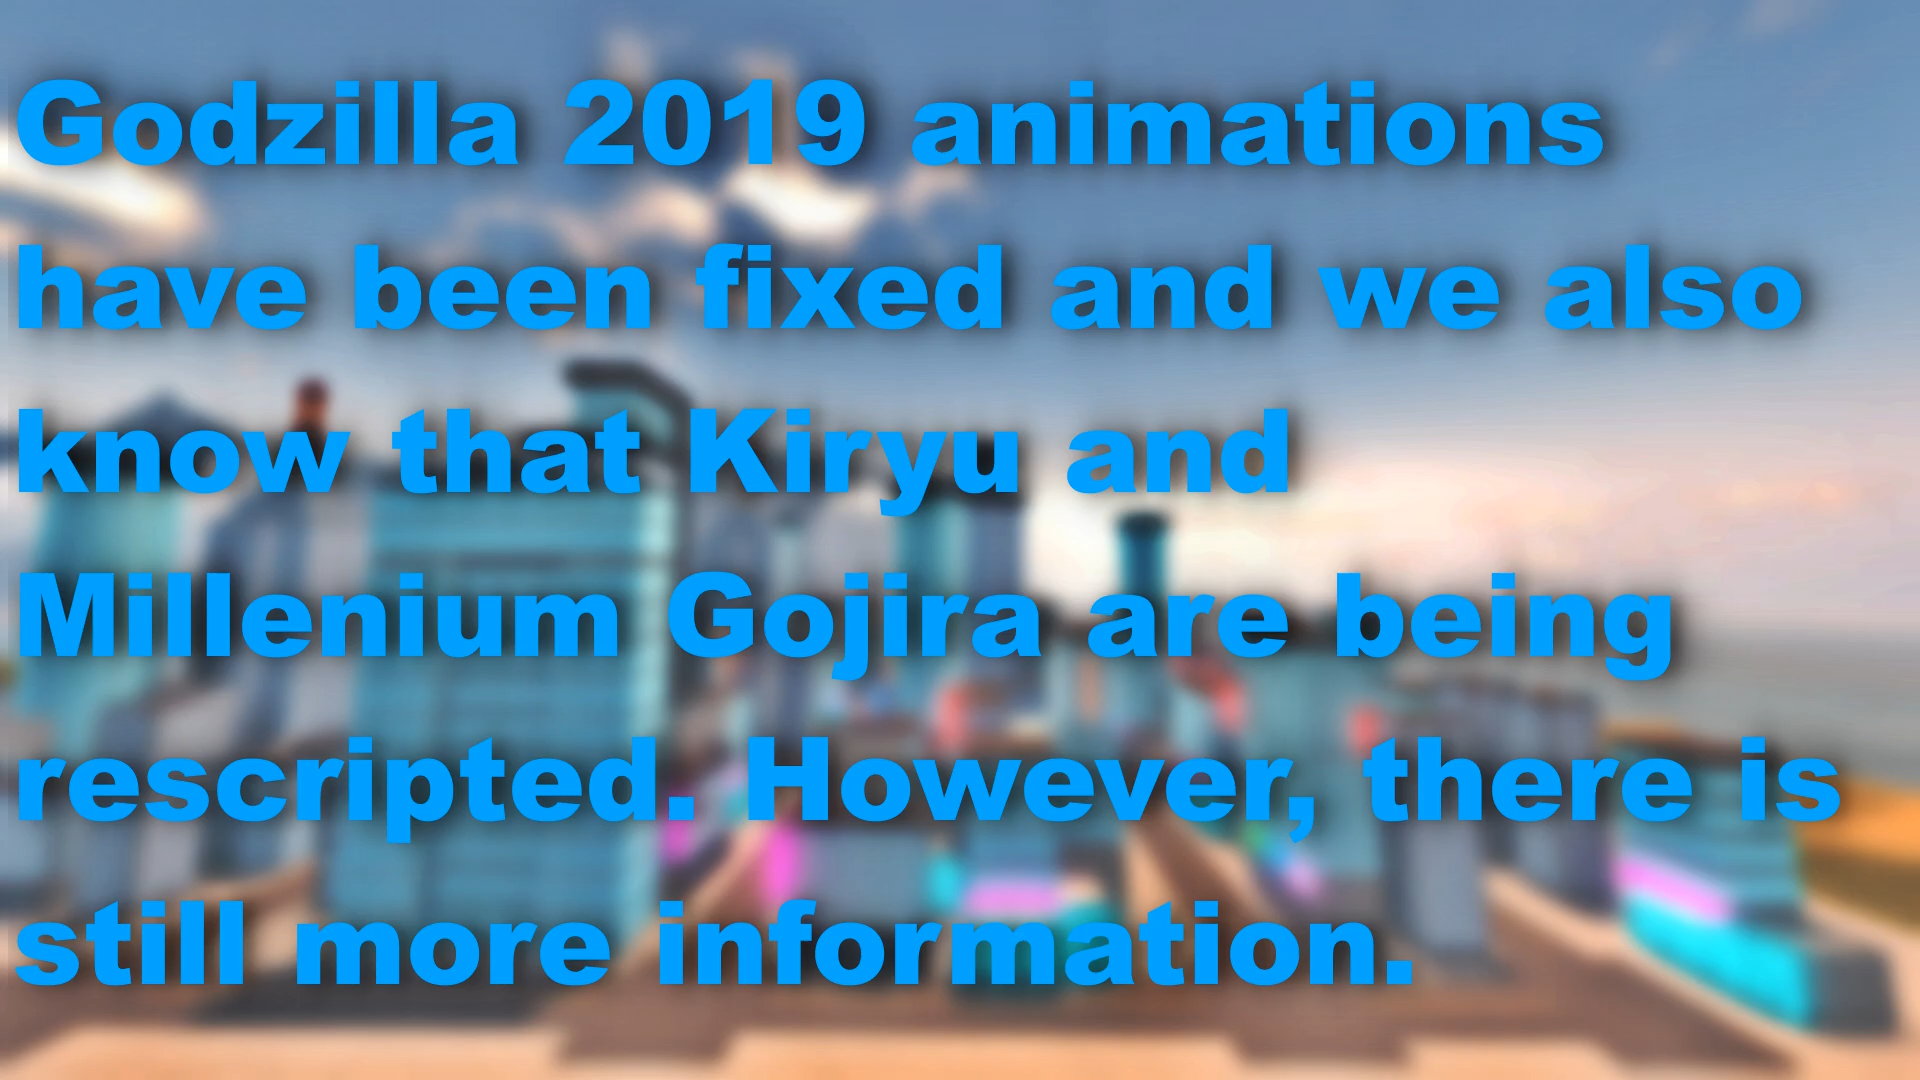 Godzilla 2019 animations
have been fixed and we also
know that Kiryu and
Millenium Gojira are being
rescripted. However, there is
still more information.